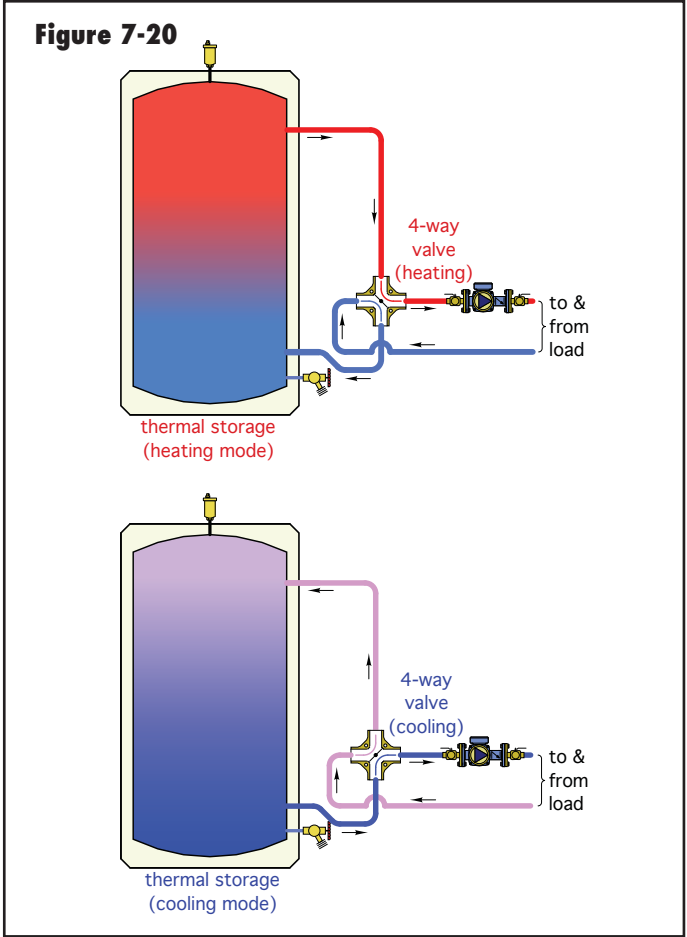 Figure 7-20
4-way
valve
(heating)
to &
from
load
thermal storage
(heating mode)
4-way
valve
(cooling)
to &
from
load
thermal storage
(cooling mode)